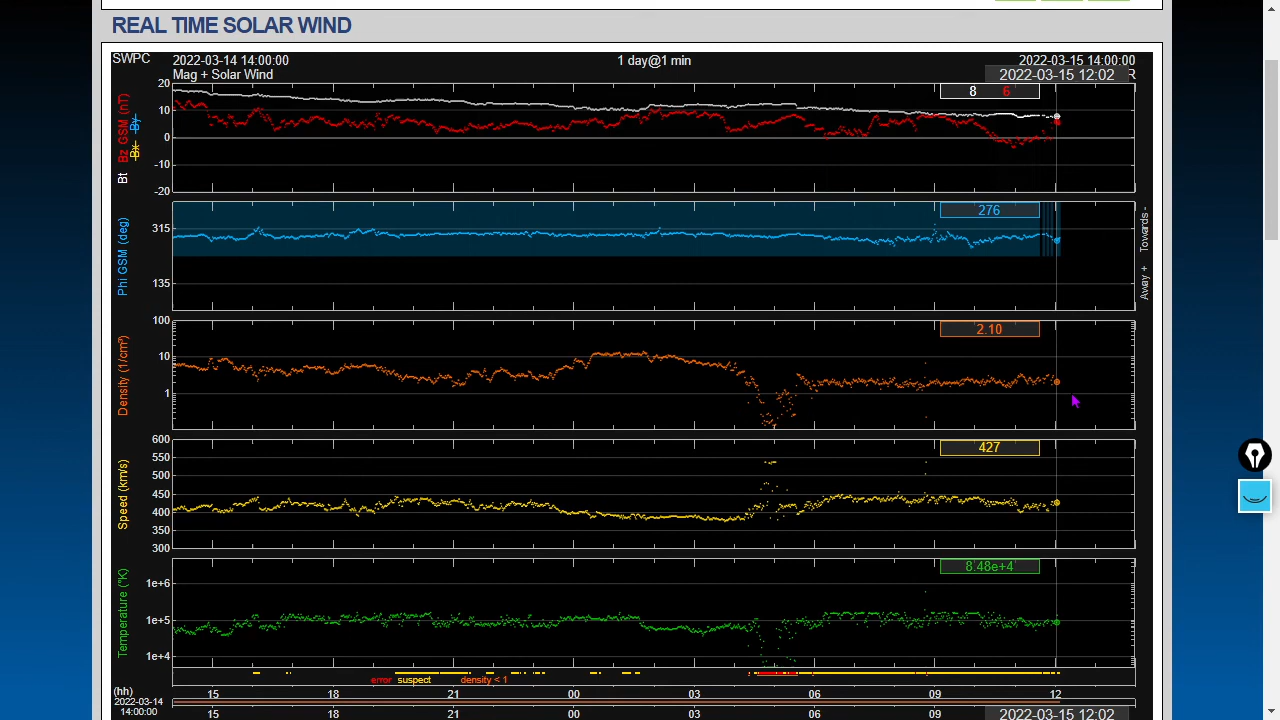 REAL TIME SOLAR WIND
SWPC 2022-03-14 14:00:00 1 day@1 min 2022-03-15 14:00:00
Mag + Solar Wind 2022-03-15 12:02 R
Bt Bz GSM (nT) Bx By
20
10
0
-10
-20
8 6
Phi GSM (deg)
315
135
276
Towards -
Away +
Density (1/cm³)
100
10
1
2.10
Speed (Km/s)
600
550
500
450
400
350
300
427
Temperature (°K)
1e+6
1e+5
1e+4
8.48e+4
error suspect density < 1
(hh) 15 18 21 00 03 06 09 12
2022-03-14
14:00:00 15 18 21 00 03 06 09 2022-03-15 12:02